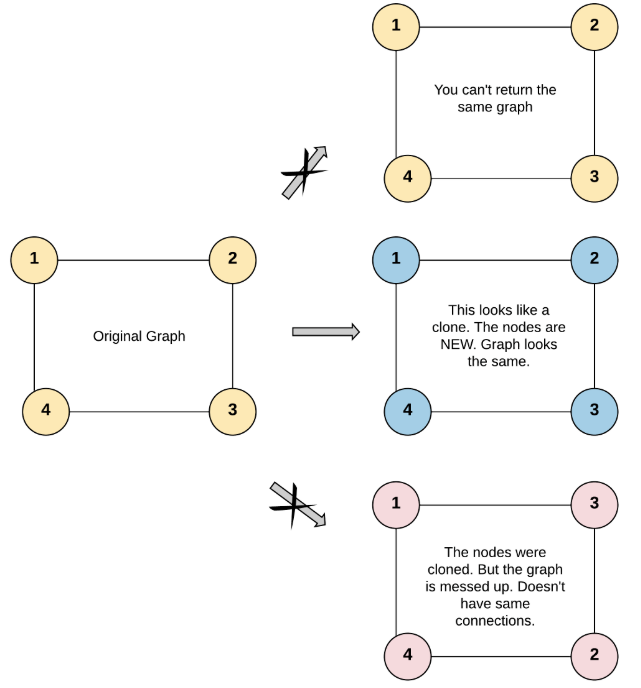 1
2
You can't return the
same graph
4
3
1
2
Original Graph
4
3
1
2
This looks like a
clone. The nodes are
NEW. Graph looks
the same.
4
3
1
3
The nodes were
cloned. But the graph
is messed up. Doesn't
have same
connections.
4
2